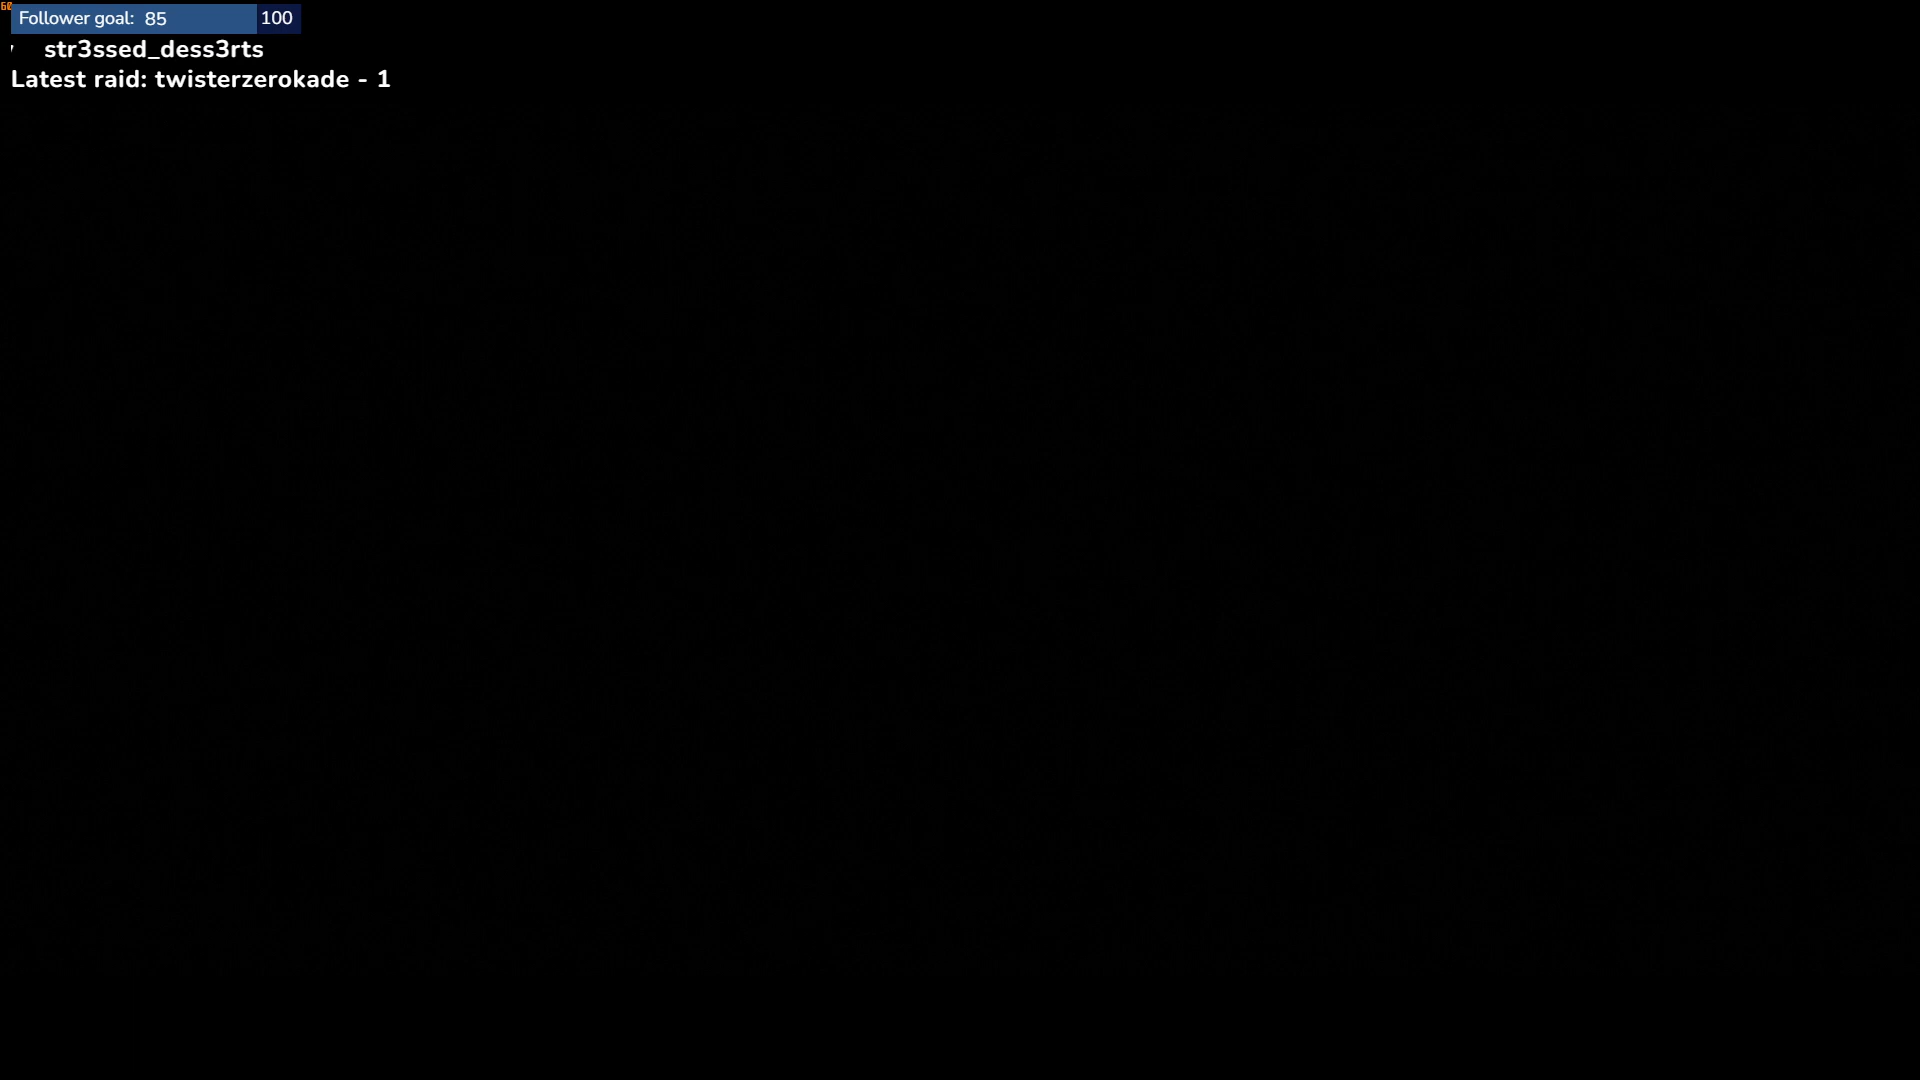 Follower goal: 85 100
str3ssed_dess3rts
Latest raid: twisterzerokade - 1